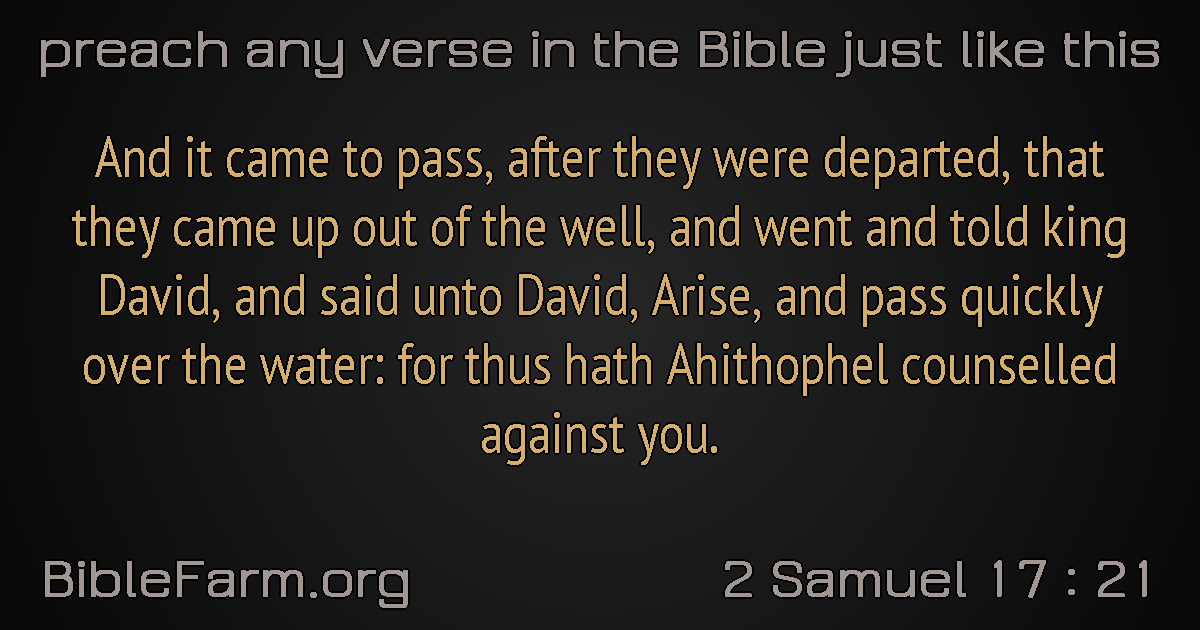 preach any verse in the Bible just like this
And it came to pass, after they were departed, that
they came up out of the well, and went and told king
David, and said unto David, Arise, and pass quickly
over the water: for thus hath Ahithophel counselled
against you.
BibleFarm.org
2 Samuel 17 : 21